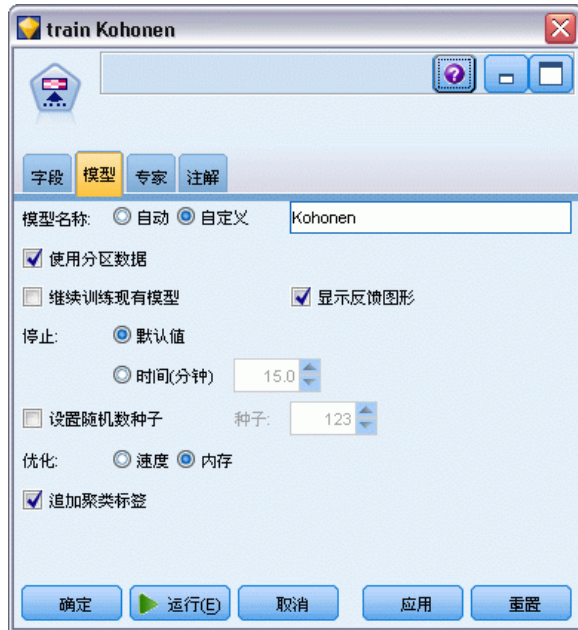 train Kohonen
字段 模型 专家 注解
模型名称: 自动 自定义 Kohonen
使用分区数据
继续训练现有模型 显示反馈图形
停止: 默认值
时间(分钟) 15.0
设置随机数种子 种子: 123
优化: 速度 内存
追加聚类标签
确定 运行(E) 取消 应用 重置